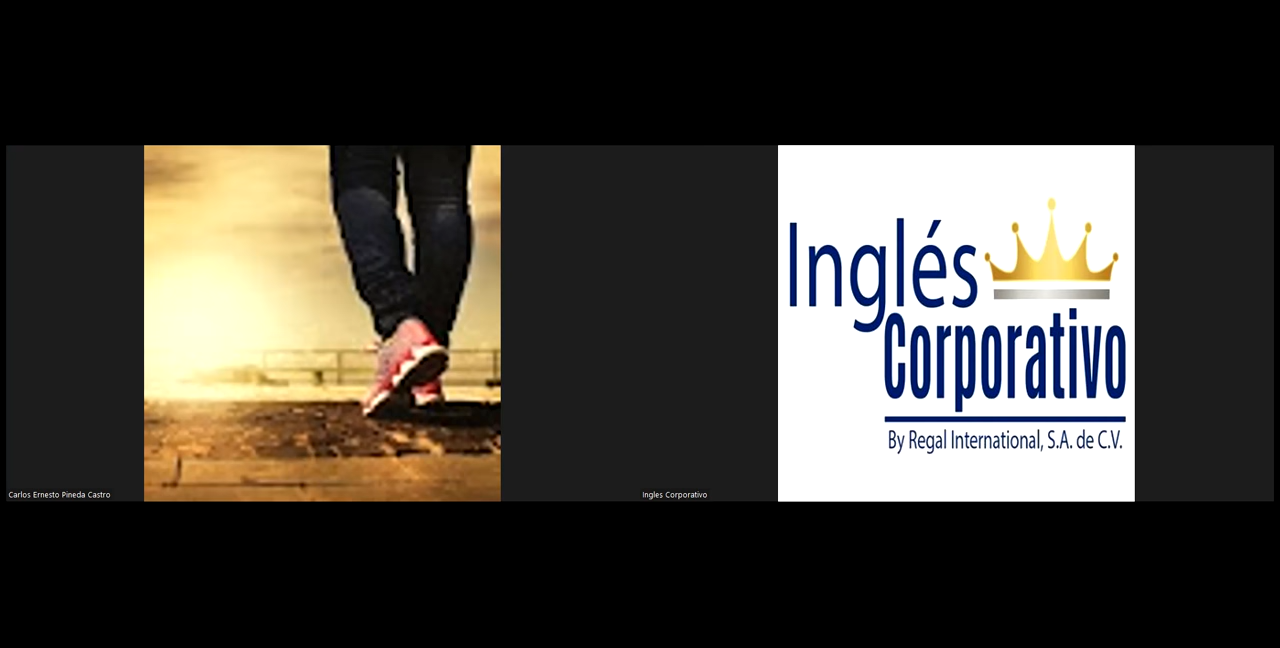 Inglés
Corporativo
By Regal International, S.A. de C.V.
Carlos Ernesto Pineda Castro
Ingles Corporativo